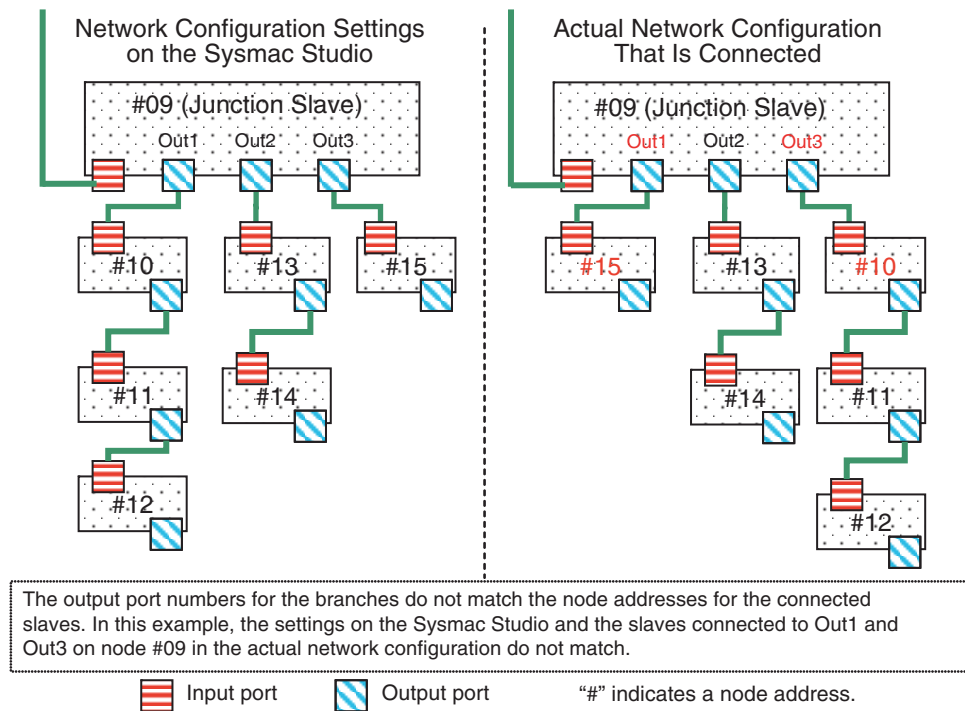 Network Configuration Settings
on the Sysmac Studio
#09 (Junction Slave)
Out1 Out2 Out3
#10 #13 #15
#11 #14
#12
Actual Network Configuration
That Is Connected
#09 (Junction Slave)
Out1 Out2 Out3
#15 #13 #10
#14 #11
#12
The output port numbers for the branches do not match the node addresses for the connected
slaves. In this example, the settings on the Sysmac Studio and the slaves connected to Out1 and
Out3 on node #09 in the actual network configuration do not match.
Input port Output port “#” indicates a node address.